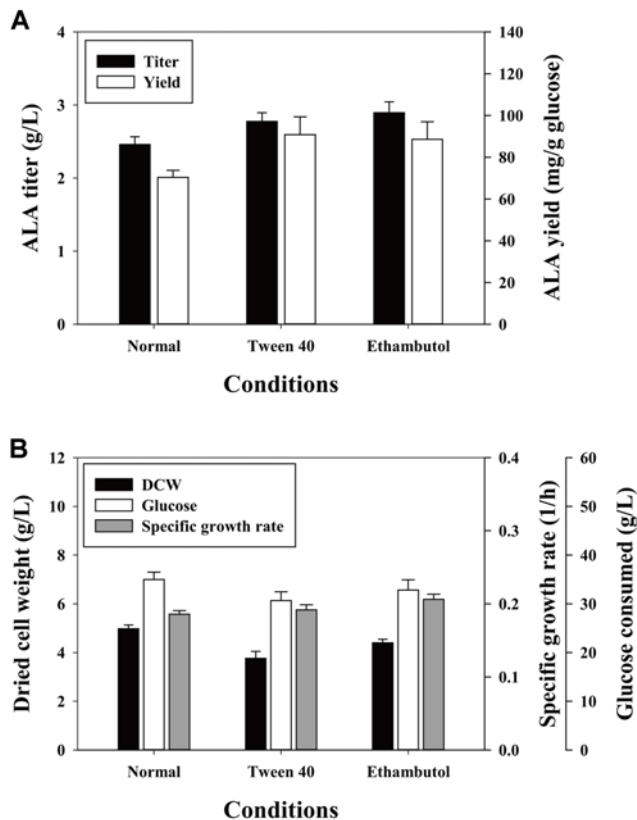 A
4
3
2
1
0
ALA titer (g/L)
Titer
Yield
140
120
100
80
60
40
20
0
ALA yield (mg/g glucose)
Normal Tween 40 Ethambutol
Conditions
B
12
10
8
6
4
2
0
Dried cell weight (g/L)
DCW
Glucose
Specific growth rate
0.4
0.3
0.2
0.1
0.0
Specific growth rate (1/h)
60
50
40
30
20
10
0
Glucose consumed (g/L)
Normal Tween 40 Ethambutol
Conditions